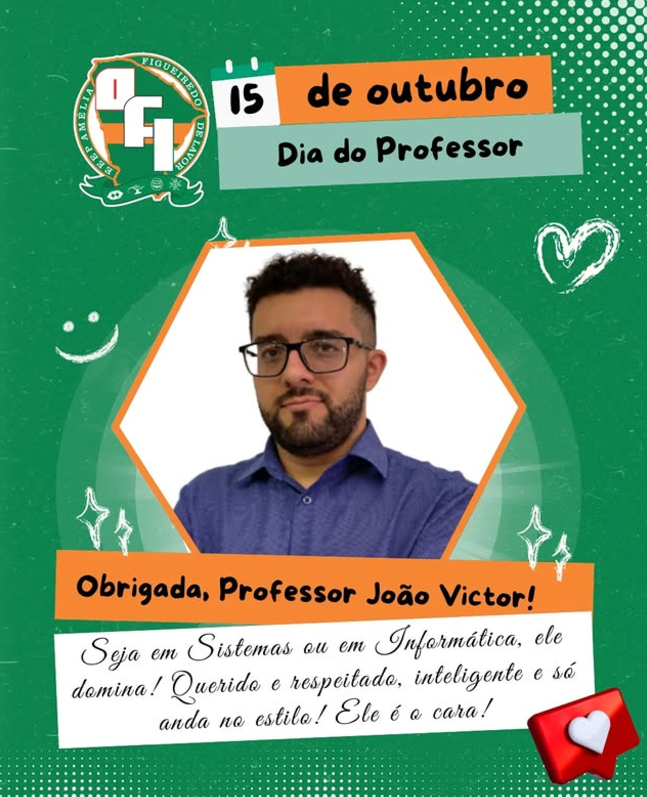 EEEP AMELIA FIGUEIREDO DE LAVOR
15 de outubro
Dia do Professor
Obrigada, Professor João Victor!
Seja em Sistemas ou em Informática, ele
domina! Querido e respeitado, inteligente e só
anda no estilo! Ele é o cara!